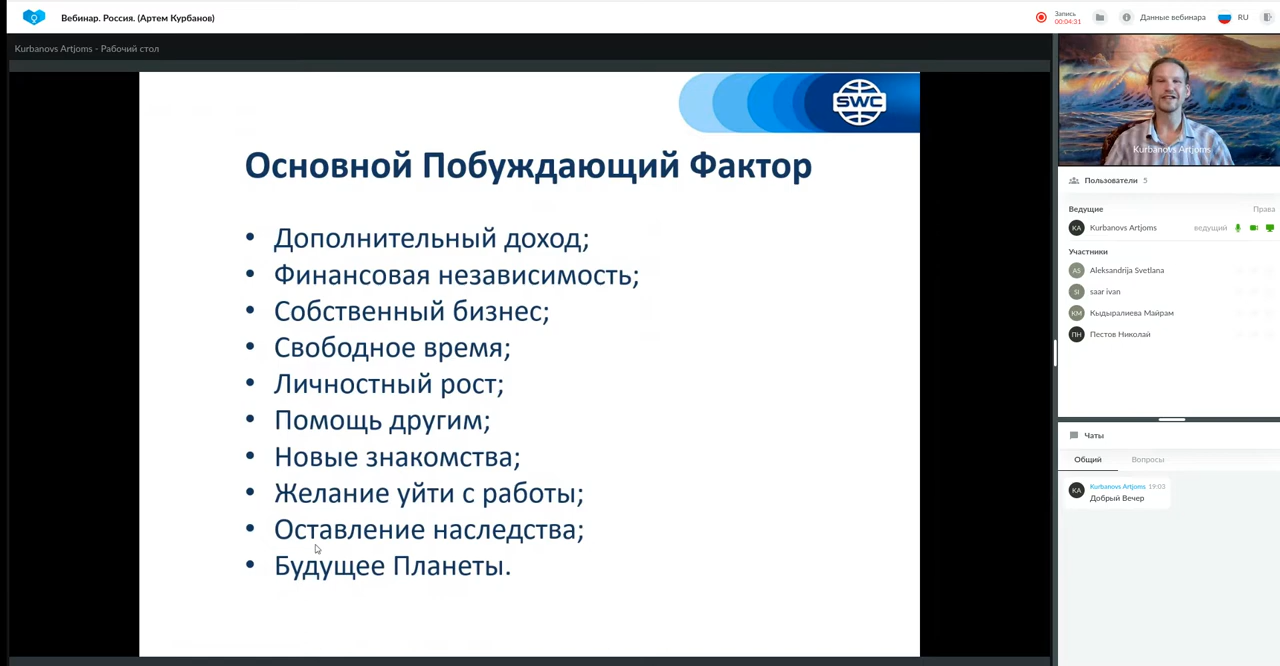 Вебинар. Россия. (Артем Курбанов)
Запись
00:04:31
Данные вебинара
RU
Kurbanovs Artjoms - Рабочий стол
SWC
Основной Побуждающий Фактор
• Дополнительный доход;
• Финансовая независимость;
• Собственный бизнес;
• Свободное время;
• Личностный рост;
• Помощь другим;
• Новые знакомства;
• Желание уйти с работы;
• Оставление наследства;
• Будущее Планеты.
Kurbanovs Artjoms
Пользователи 5
Ведущие Права
KA Kurbanovs Artjoms ведущий
Участники
AS Aleksandrija Svetlana
SI saar ivan
КМ Кыдыралиева Майрам
ПН Пестов Николай
Чаты
Общий Вопросы
KA Kurbanovs Artjoms 19:03
Добрый Вечер